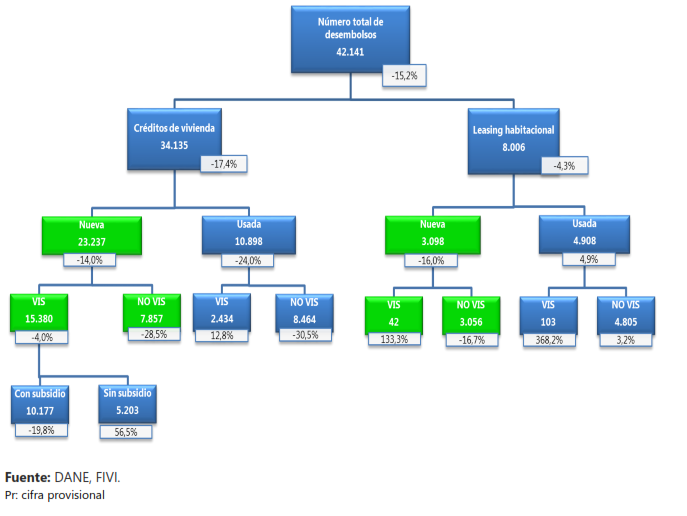 Número total de
desembolsos
42.141
-15,2%
Créditos de vivienda
34.135
-17,4%
Leasing habitacional
8.006
-4,3%
Nueva
23.237
-14,0%
Usada
10.898
-24,0%
Nueva
3.098
-16,0%
Usada
4.908
4,9%
VIS
15.380
-4,0%
NO VIS
7.857
-28,5%
VIS
2.434
12,8%
NO VIS
8.464
-30,5%
VIS
42
133,3%
NO VIS
3.056
-16,7%
VIS
103
368,2%
NO VIS
4.805
3,2%
Con subsidio
10.177
-19,8%
Sin subsidio
5.203
56,5%
Fuente: DANE, FIVI.
Pr: cifra provisional